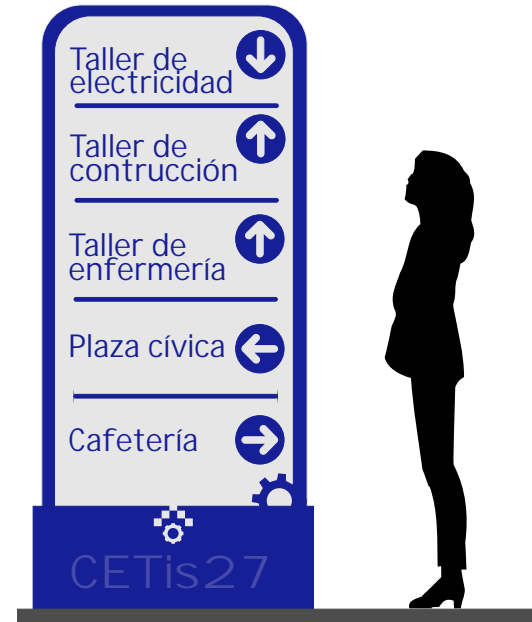 Taller de
electricidad
Taller de
contrucción
Taller de
enfermería
Plaza cívica
Cafetería
CETis27